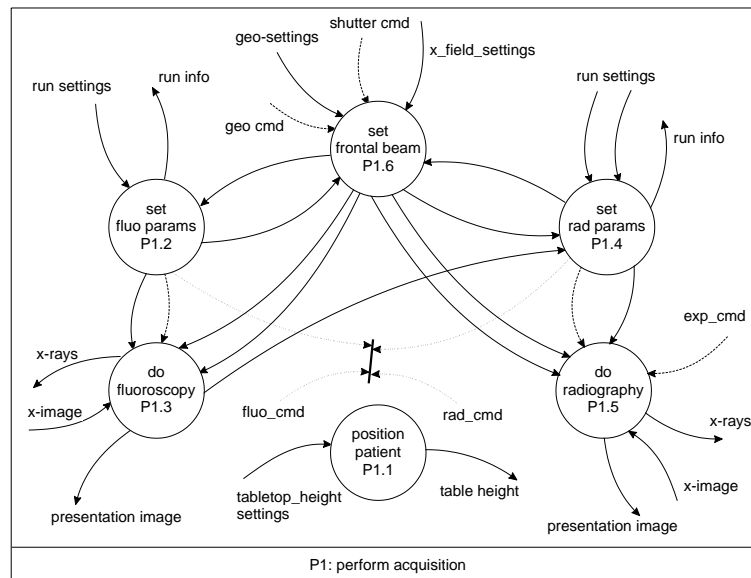 shutter cmd
geo-settings
x_field_settings
run settings
run info
geo cmd
run settings
run info
set
frontal beam
P1.6
set
fluo params
P1.2
set
rad params
P1.4
exp_cmd
x-rays
do
fluoroscopy
P1.3
do
radiography
P1.5
x-image
fluo_cmd
rad_cmd
x-rays
position
patient
P1.1
tabletop_height
settings
table height
x-image
presentation image
presentation image
P1: perform acquisition